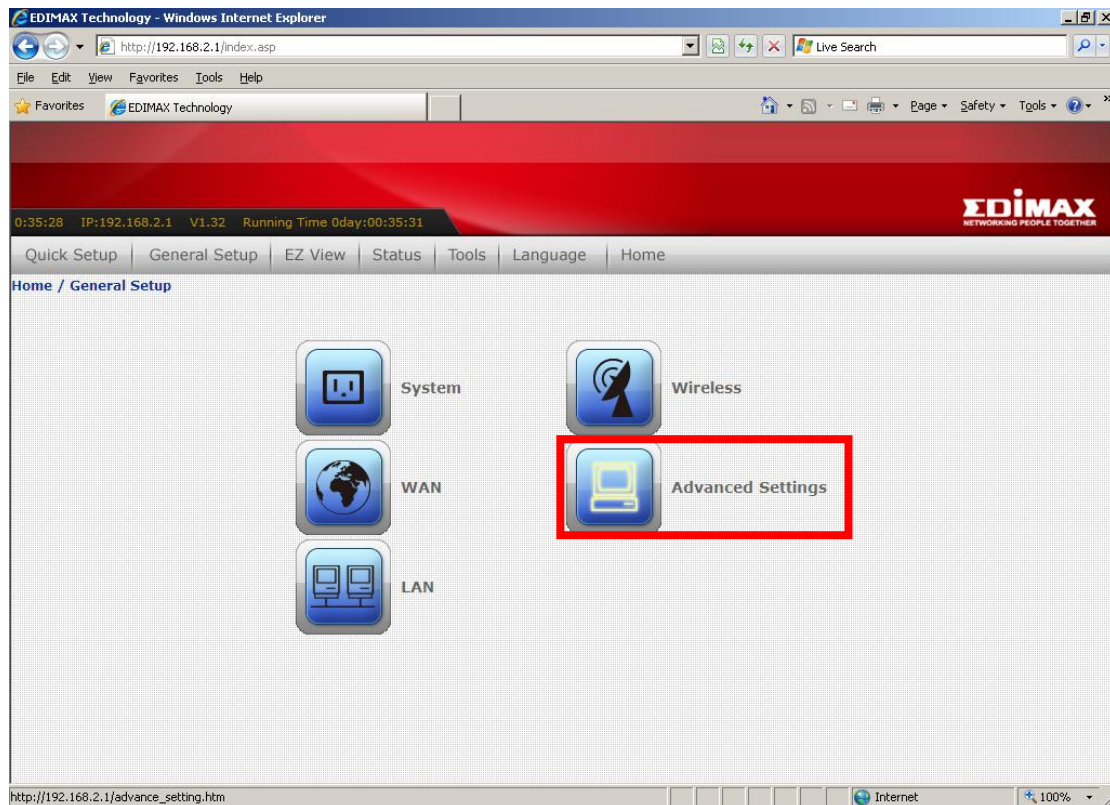 EDIMAX Technology - Windows Internet Explorer
http://192.168.2.1/index.asp
Live Search
File Edit View Favorites Tools Help
Favorites EDIMAX Technology Page Safety Tools
EDIMAX
NETWORKING PEOPLE TOGETHER
0:35:28 IP:192.168.2.1 V1.32 Running Time 0day:00:35:31
Quick Setup General Setup EZ View Status Tools Language Home
Home / General Setup
System Wireless
WAN Advanced Settings
LAN
http://192.168.2.1/advance_setting.htm Internet 100%